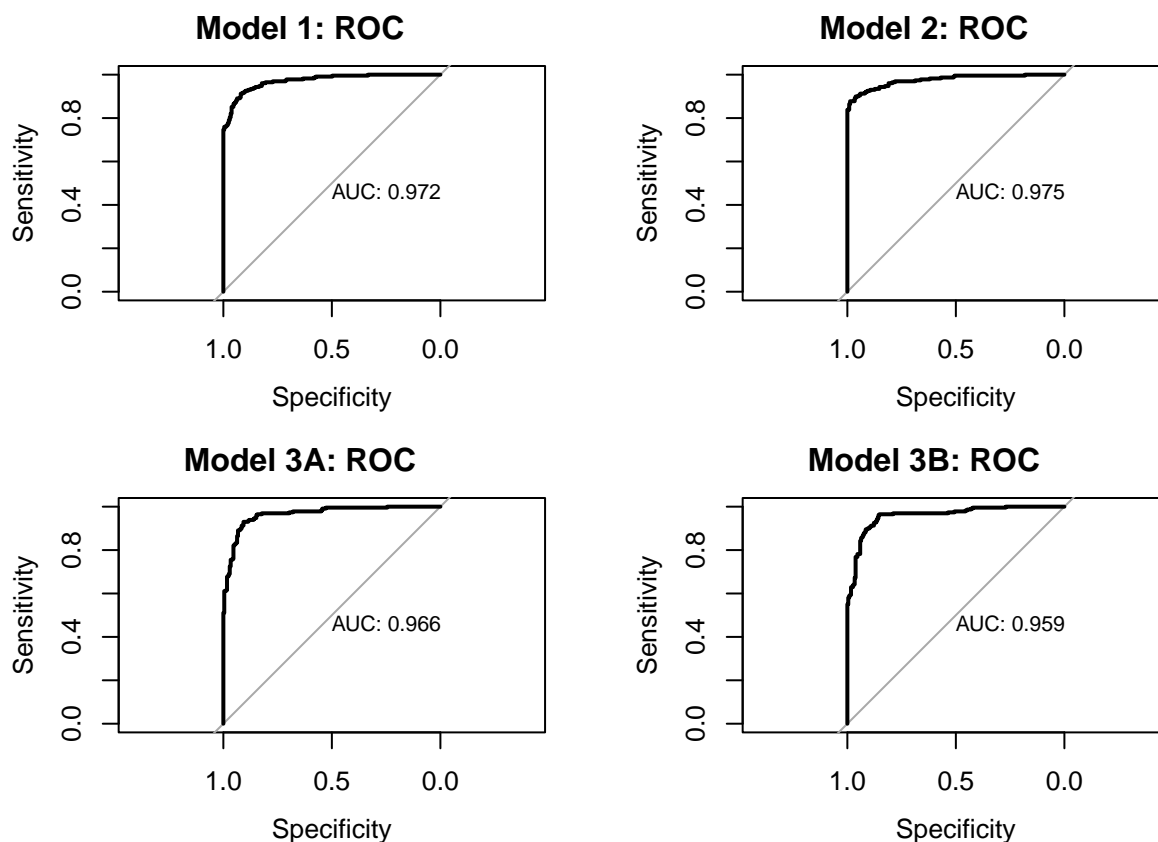 Model 1: ROC
Sensitivity
0.8
0.4
0.0
AUC: 0.972
1.0 0.5 0.0
Specificity
Model 2: ROC
Sensitivity
0.8
0.4
0.0
AUC: 0.975
1.0 0.5 0.0
Specificity
Model 3A: ROC
Sensitivity
0.8
0.4
0.0
AUC: 0.966
1.0 0.5 0.0
Specificity
Model 3B: ROC
Sensitivity
0.8
0.4
0.0
AUC: 0.959
1.0 0.5 0.0
Specificity